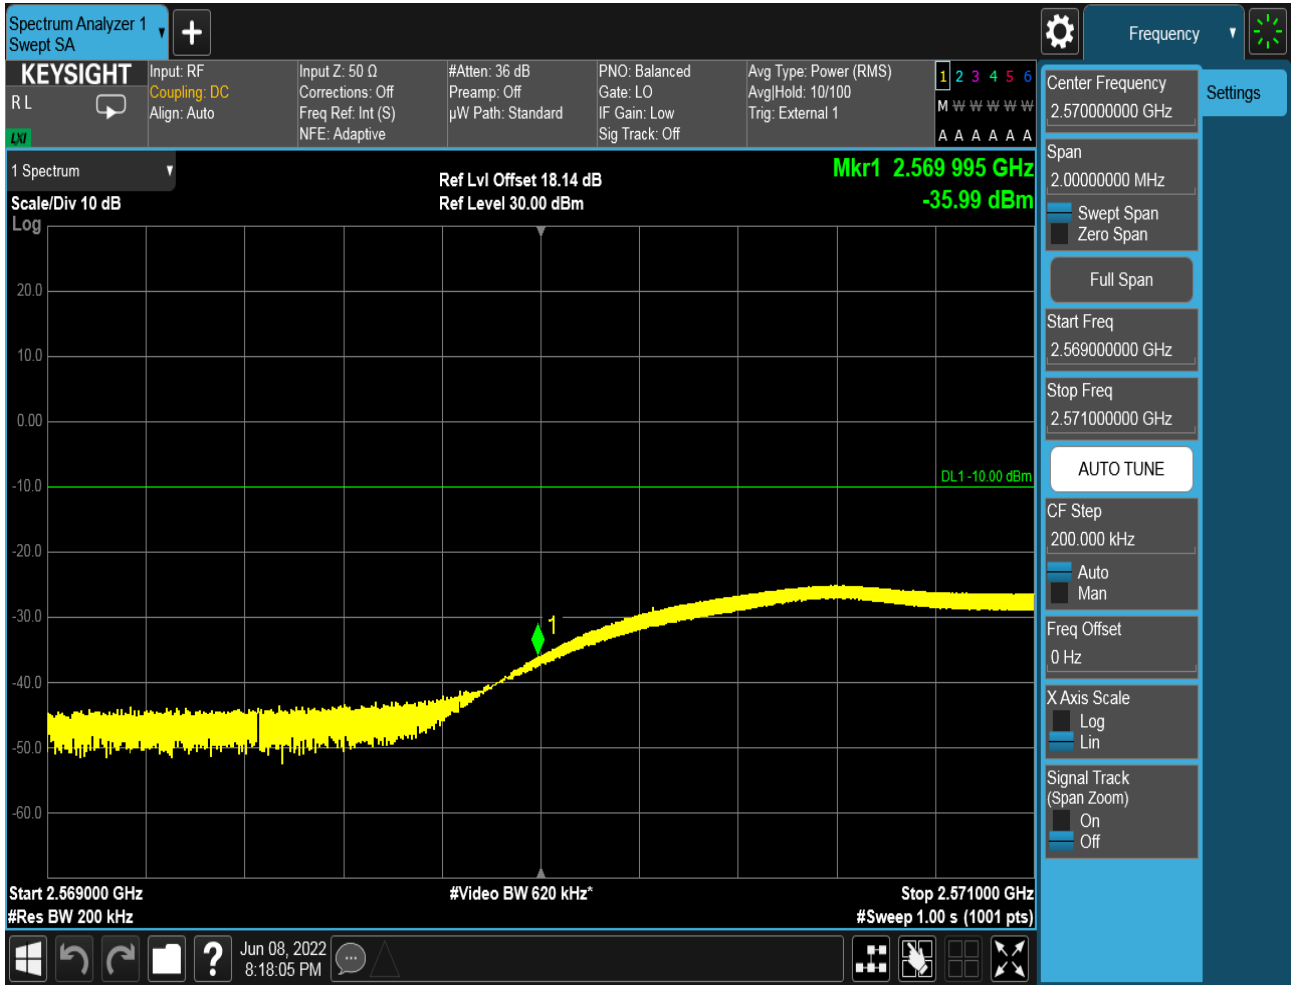 Spectrum Analyzer 1
Swept SA
Frequency
KEYSIGHT
R L
LXI
Input: RF
Coupling: DC
Align: Auto
Input Z: 50 Ω
Corrections: Off
Freq Ref: Int (S)
NFE: Adaptive
#Atten: 36 dB
Preamp: Off
µW Path: Standard
PNO: Balanced
Gate: LO
IF Gain: Low
Sig Track: Off
Avg Type: Power (RMS)
Avg|Hold: 10/100
Trig: External 1
1 2 3 4 5 6
M W W W W W
A A A A A A
1 Spectrum
Scale/Div 10 dB
Log
Ref Lvl Offset 18.14 dB
Ref Level 30.00 dBm
Mkr1 2.569 995 GHz
-35.99 dBm
20.0
10.0
0.00
-10.0
-20.0
-30.0
-40.0
-50.0
-60.0
DL1 -10.00 dBm
1
Start 2.569000 GHz
#Res BW 200 kHz
#Video BW 620 kHz*
Stop 2.571000 GHz
#Sweep 1.00 s (1001 pts)
Center Frequency
2.570000000 GHz
Span
2.00000000 MHz
Swept Span
Zero Span
Full Span
Start Freq
2.569000000 GHz
Stop Freq
2.571000000 GHz
AUTO TUNE
CF Step
200.000 kHz
Auto
Man
Freq Offset
0 Hz
X Axis Scale
Log
Lin
Signal Track
(Span Zoom)
On
Off
Settings
?
Jun 08, 2022
8:18:05 PM